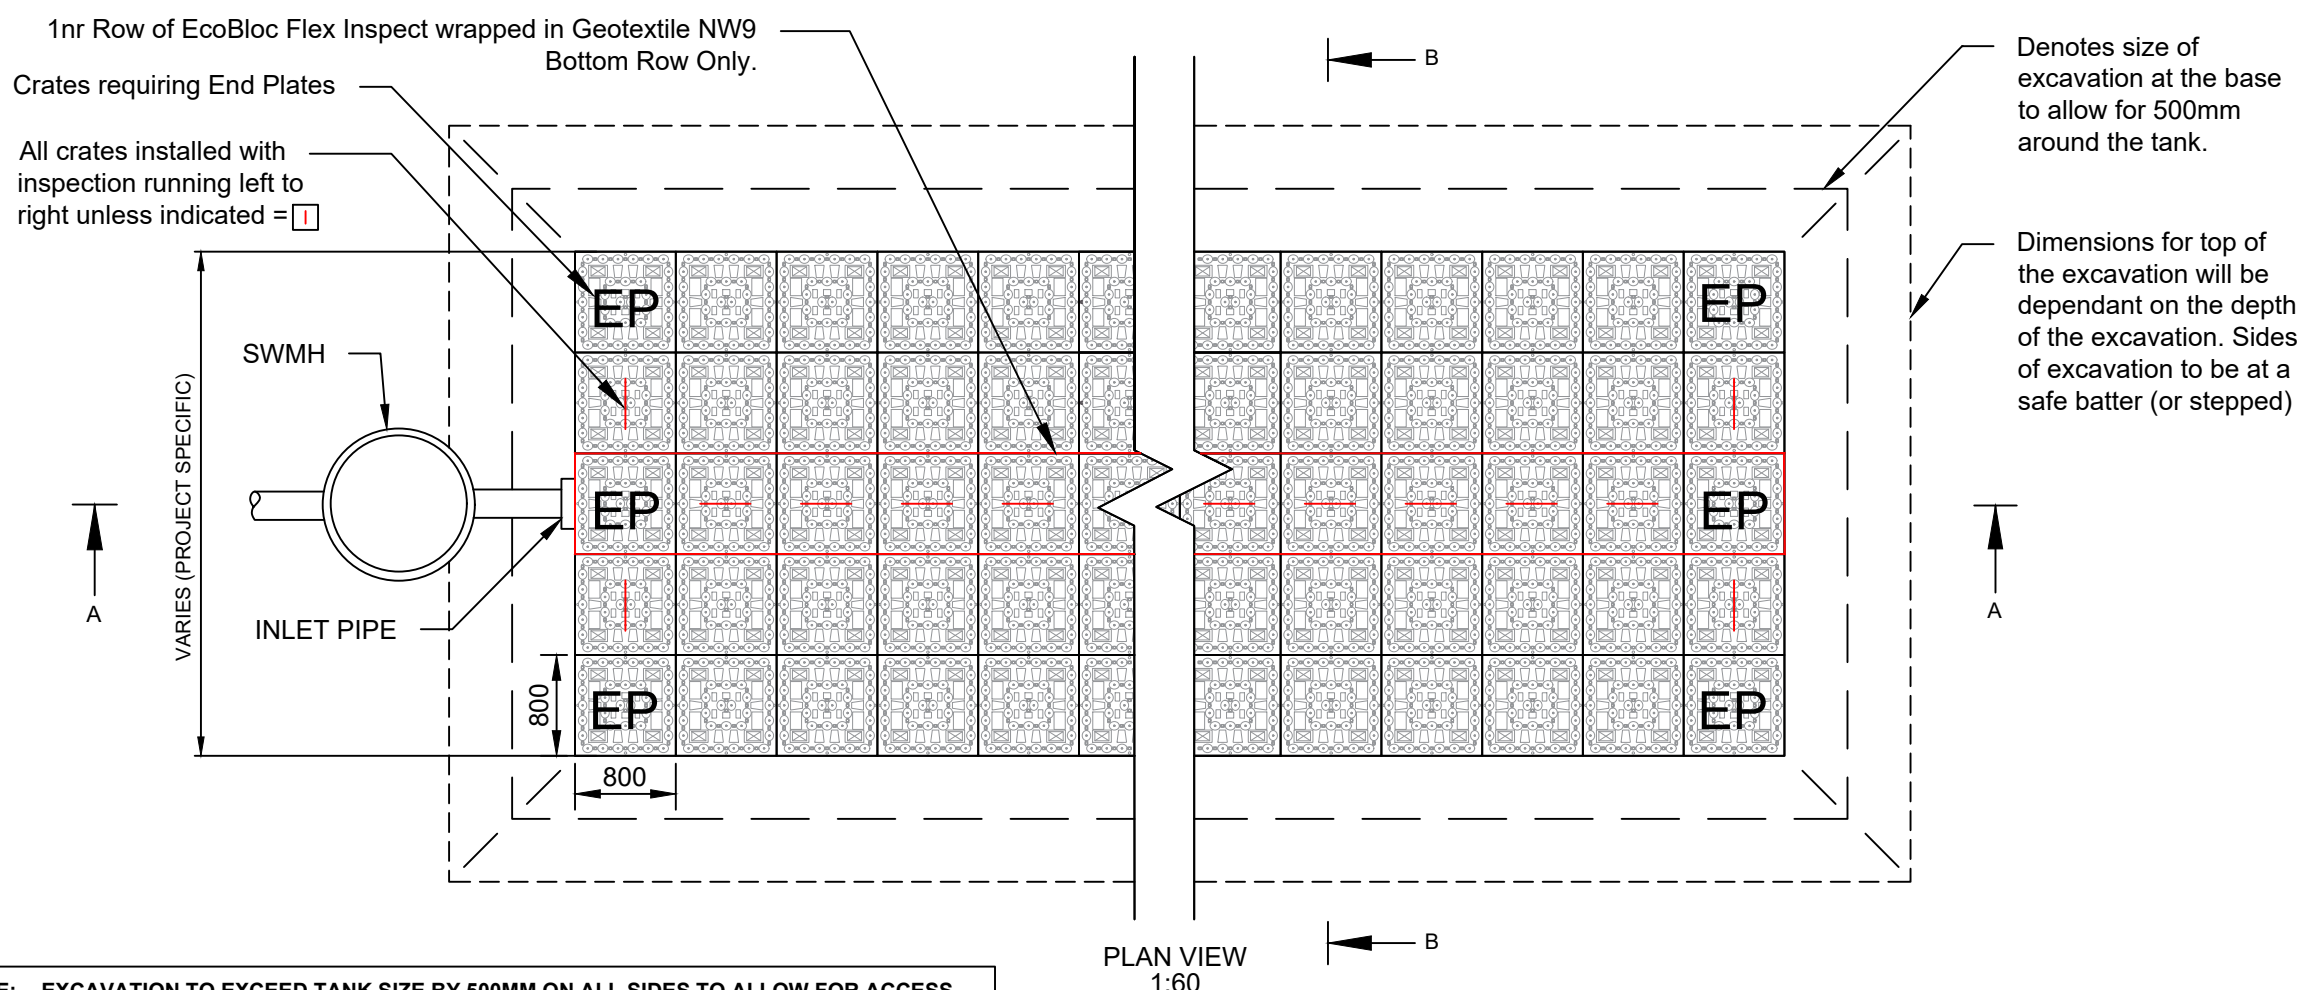 1nr Row of EcoBloc Flex Inspect wrapped in Geotextile NW9
Bottom Row Only.
Crates requiring End Plates
All crates installed with
inspection running left to
right unless indicated =
B
Denotes size of
excavation at the base
to allow for 500mm
around the tank.
Dimensions for top of
the excavation will be
dependant on the depth
of the excavation. Sides
of excavation to be at a
safe batter (or stepped)
EP
EP
SWMH
VARIES (PROJECT SPECIFIC)
EP
EP
A
A
INLET PIPE
EP
EP
800
800
B
PLAN VIEW
1:60
EXCAVATION TO EXCEED TANK SIZE BY 500MM ON ALL SIDES TO ALLOW FOR ACCESS